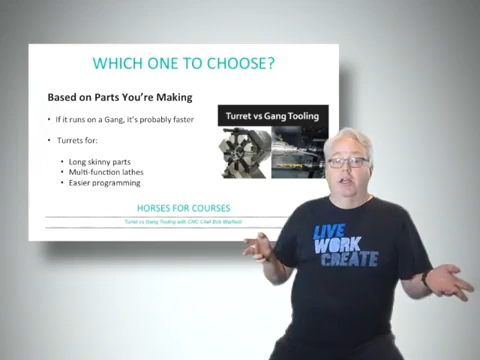 WHICH ONE TO CHOOSE?
Based on Parts You're Making
• If it runs on a Gang, it's probably faster
• Turrets for:
• Long skinny parts
• Multi-function lathes
• Easier programming
Turret vs Gang Tooling
HORSES FOR COURSES
Turret vs Gang Tooling with CNC Chef Bob Warfield
LIVE
WORK
CREATE